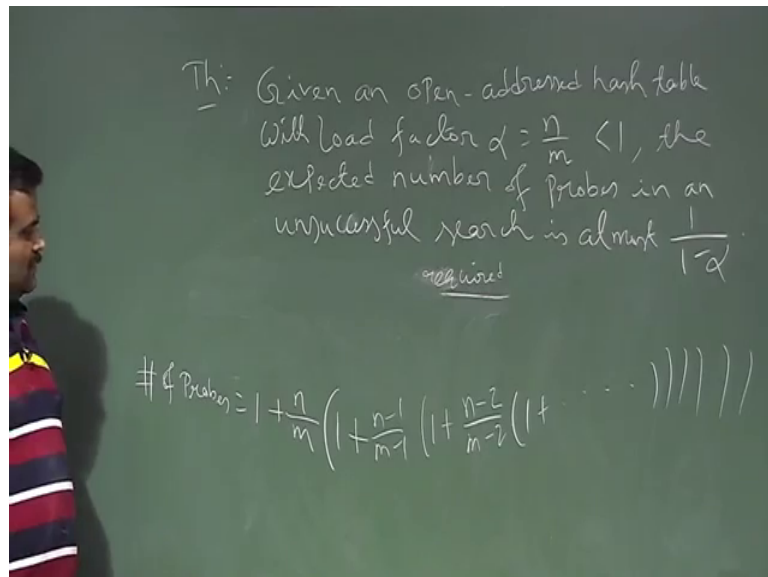 Th:- Given an open-addressed hash table
with load factor α = n/m < 1, the
expected number of probes in an
unsuccessful search is almost 1/(1-α).
required
# of Probes = 1 + n/m (1 + n-1/m-1 (1 + n-2/m-2 (1 + ..... )))))))